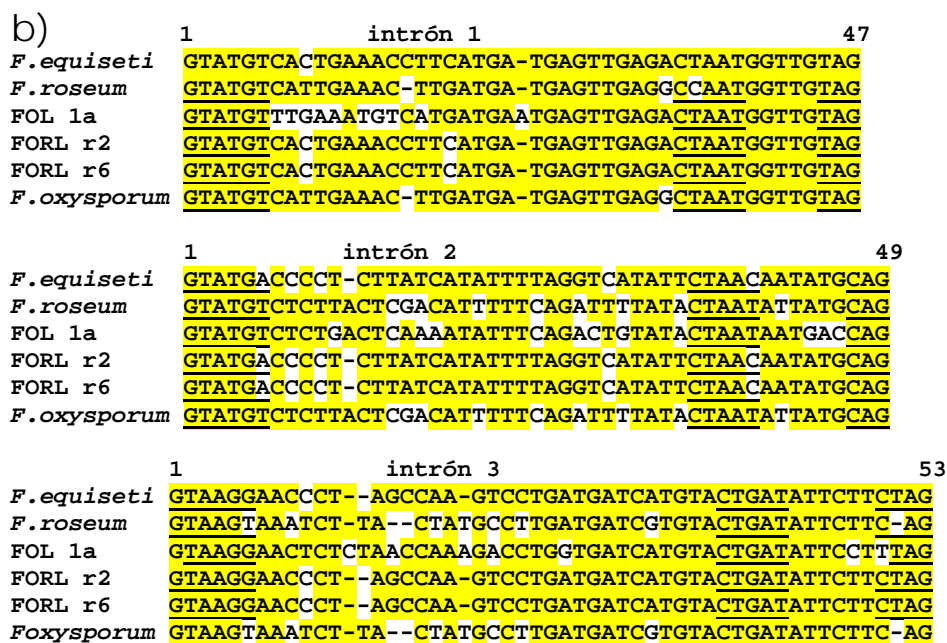 b)
1 intrón 1 47
F.equiseti GTATGTCACTGAAACCTTCATGA-TGAGTTGAGACTAATGGTTGTAG
F.roseum GTATGTCATTGAAAC-TTGATGA-TGAGTTGAGGCCAATGGTTGTAG
FOL 1a GTATGTTTGAAATGTCATGATGAATGAGTTGAGACTAATGGTTGTAG
FORL r2 GTATGTCACTGAAACCTTCATGA-TGAGTTGAGACTAATGGTTGTAG
FORL r6 GTATGTCACTGAAACCTTCATGA-TGAGTTGAGACTAATGGTTGTAG
F.oxysporum GTATGTCATTGAAAC-TTGATGA-TGAGTTGAGGCTAATGGTTGTAG
1 intrón 2 49
F.equiseti GTATGACCCCT-CTTATCATATTTTAGGTCATATTCTAACAATATGCAG
F.roseum GTATGTCTCTTACTCGACATTTTTCAGATTTTATACTAATATTATGCAG
FOL 1a GTATGTCTCTGACTCAAAATATTTCAGACTGTATACTAATAATGACCAG
FORL r2 GTATGACCCCT-CTTATCATATTTTAGGTCATATTCTAACAATATGCAG
FORL r6 GTATGACCCCT-CTTATCATATTTTAGGTCATATTCTAACAATATGCAG
F.oxysporum GTATGTCTCTTACTCGACATTTTTCAGATTTTATACTAATATTATGCAG
1 intrón 3 53
F.equiseti GTAAGGAACCCT--AGCCAA-GTCCTGATGATCATGTACTGATATTCTTCTAG
F.roseum GTAAGTAAATCT-TA--CTATGCCTTGATGATCGTGTACTGATATTCTTC-AG
FOL 1a GTAAGGAACTCTCTAACCAAAGACCTGGTGATCATGTACTGATATTCCTTTAG
FORL r2 GTAAGGAACCCT--AGCCAA-GTCCTGATGATCATGTACTGATATTCTTCTAG
FORL r6 GTAAGGAACCCT--AGCCAA-GTCCTGATGATCATGTACTGATATTCTTCTAG
Foxysporum GTAAGTAAATCT-TA--CTATGCCTTGATGATCGTGTACTGATATTCTTC-AG